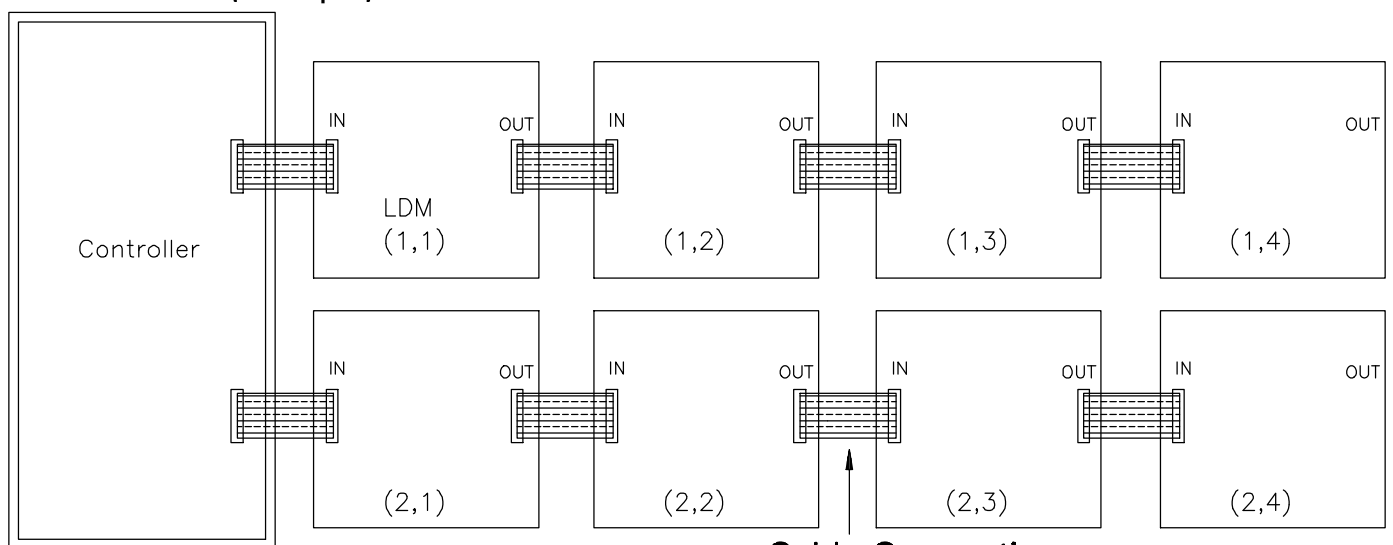 IN OUT IN OUT IN OUT IN OUT
LDM
Controller (1,1) (1,2) (1,3) (1,4)
IN OUT IN OUT IN OUT IN OUT
(2,1) (2,2) (2,3) (2,4)